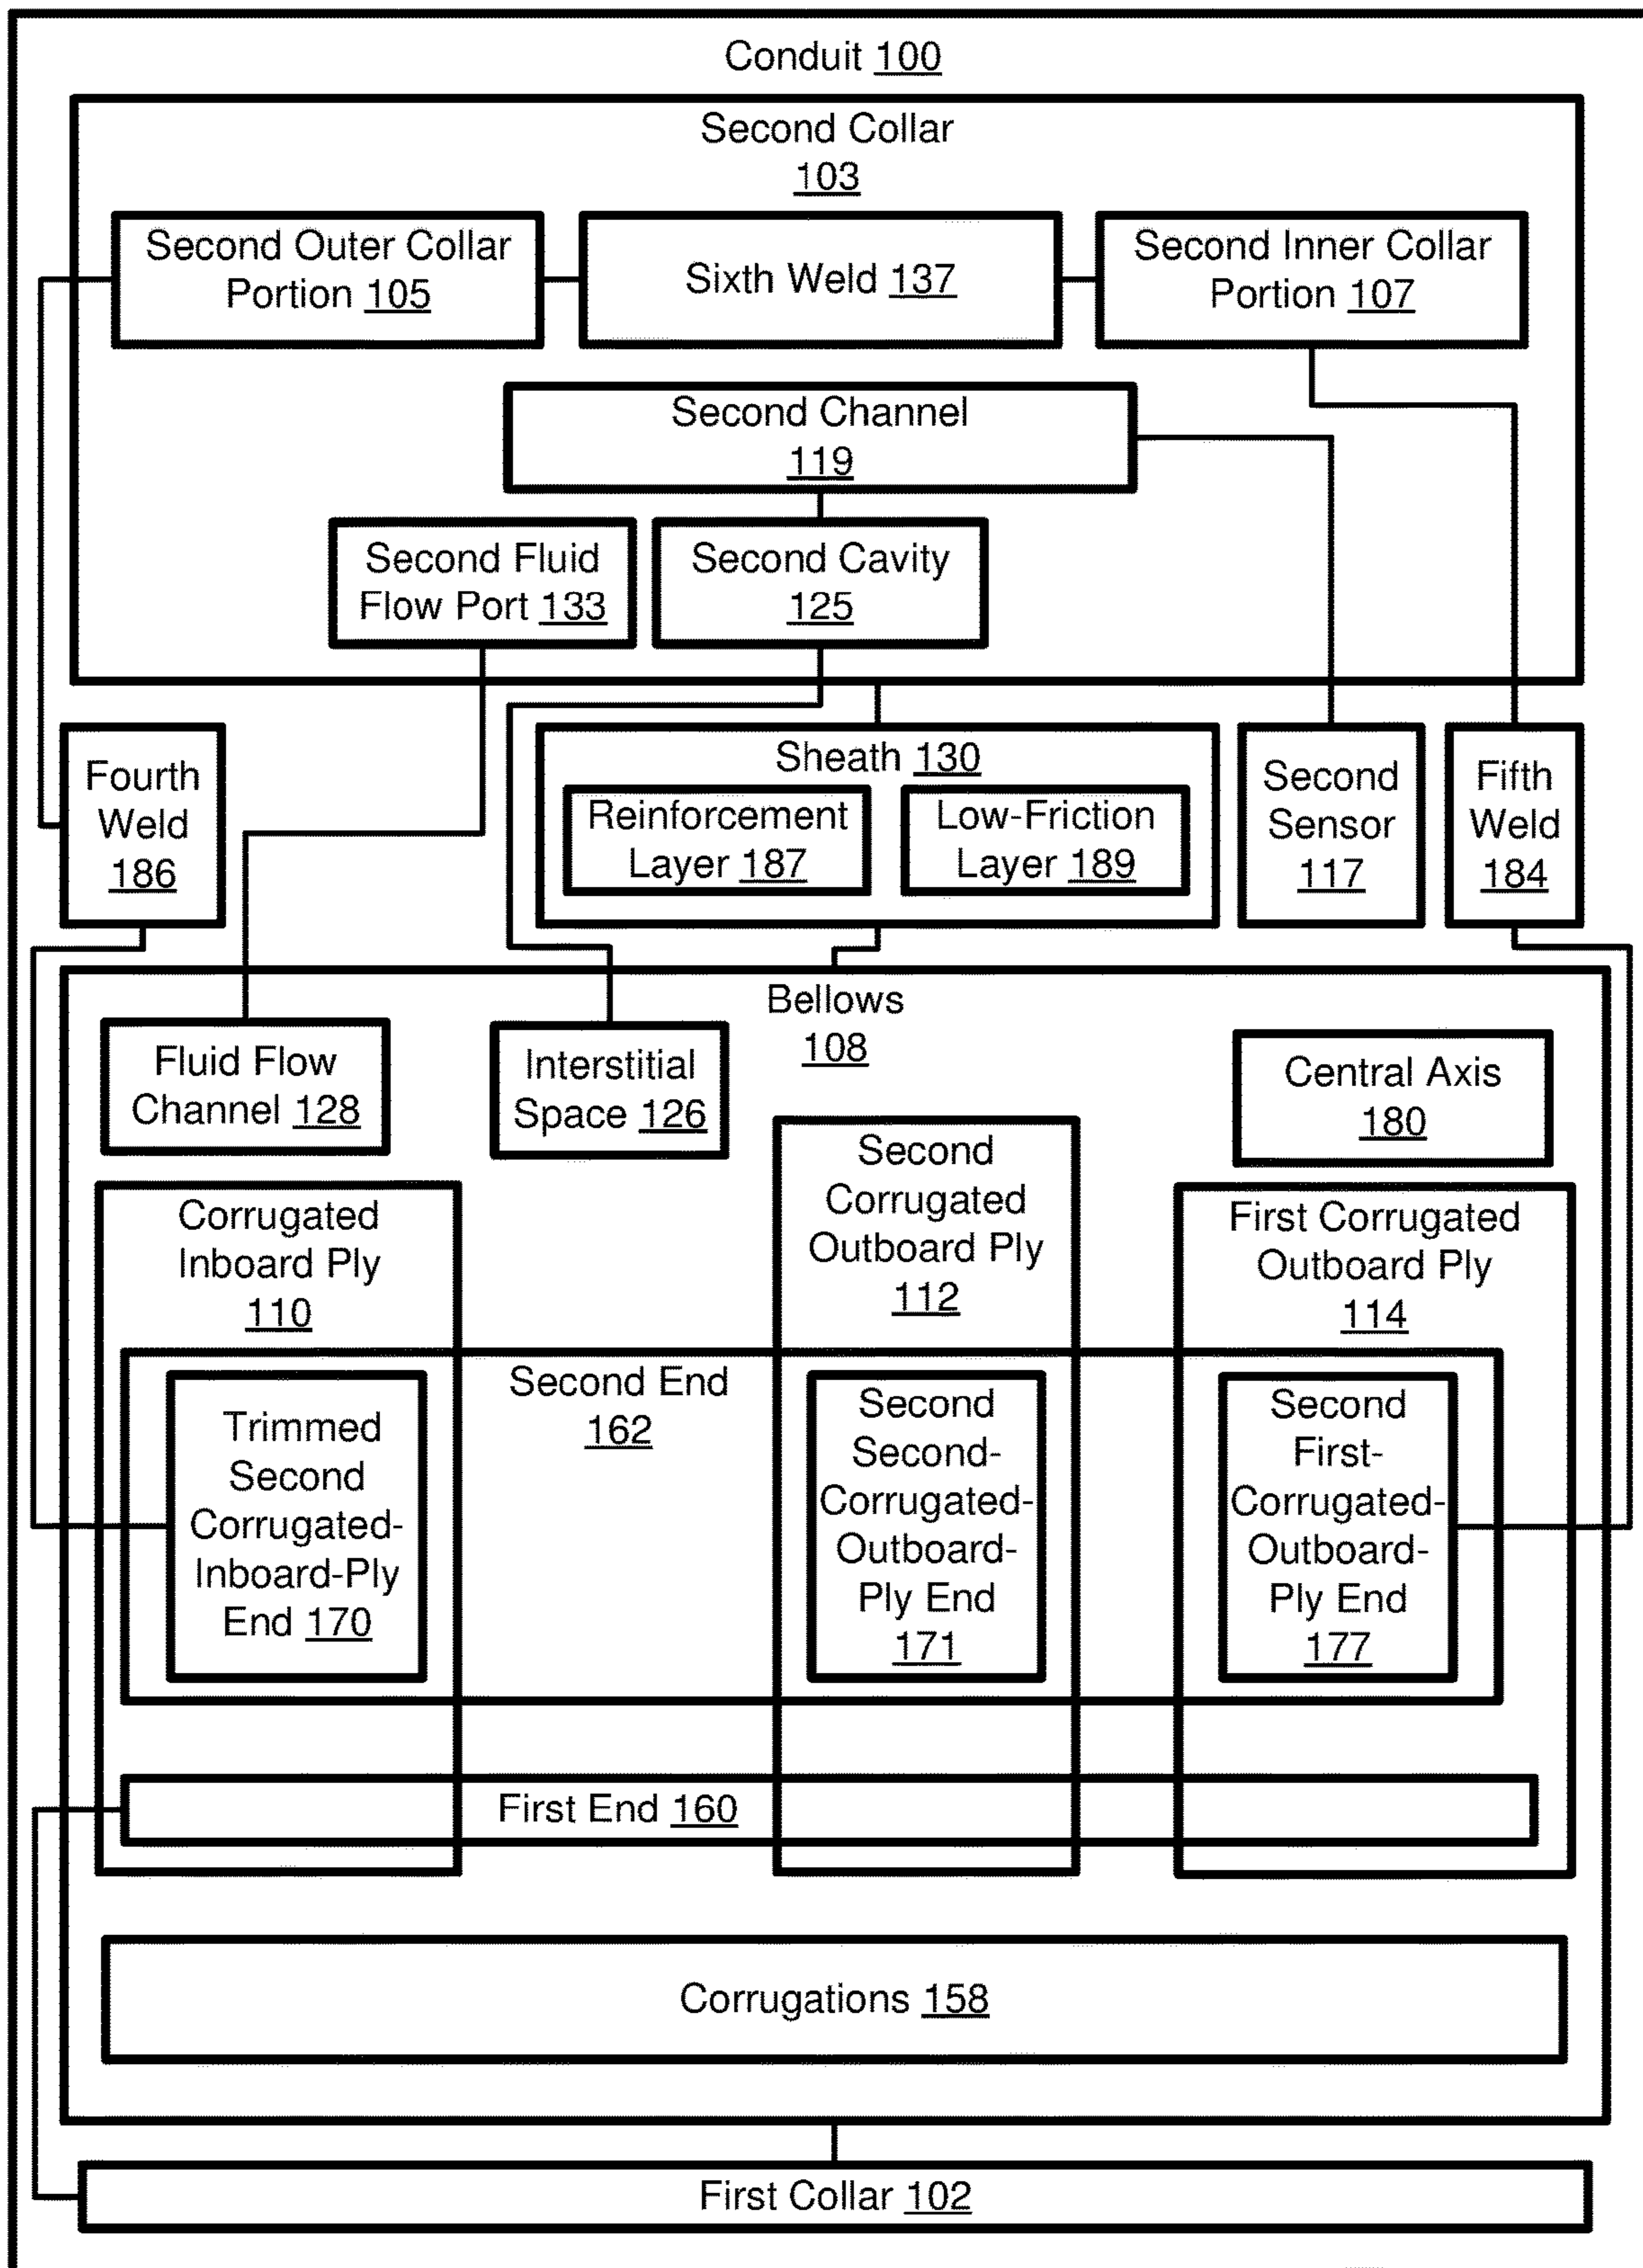 Conduit 100
Second Collar
103
Second Outer Collar
Portion 105
Sixth Weld 137
Second Inner Collar
Portion 107
Second Channel
119
Second Fluid
Flow Port 133
Second Cavity
125
Fourth
Weld
186
Sheath 130
Reinforcement
Layer 187
Low-Friction
Layer 189
Second
Sensor
117
Fifth
Weld
184
Bellows
108
Fluid Flow
Channel 128
Interstitial
Space 126
Central Axis
180
Corrugated
Inboard Ply
110
Second
Corrugated
Outboard Ply
112
First Corrugated
Outboard Ply
114
Second End
162
Trimmed
Second
Corrugated-
Inboard-Ply
End 170
Second
Second-
Corrugated-
Outboard-
Ply End
171
Second
First-
Corrugated-
Outboard-
Ply End
177
First End 160
Corrugations 158
First Collar 102